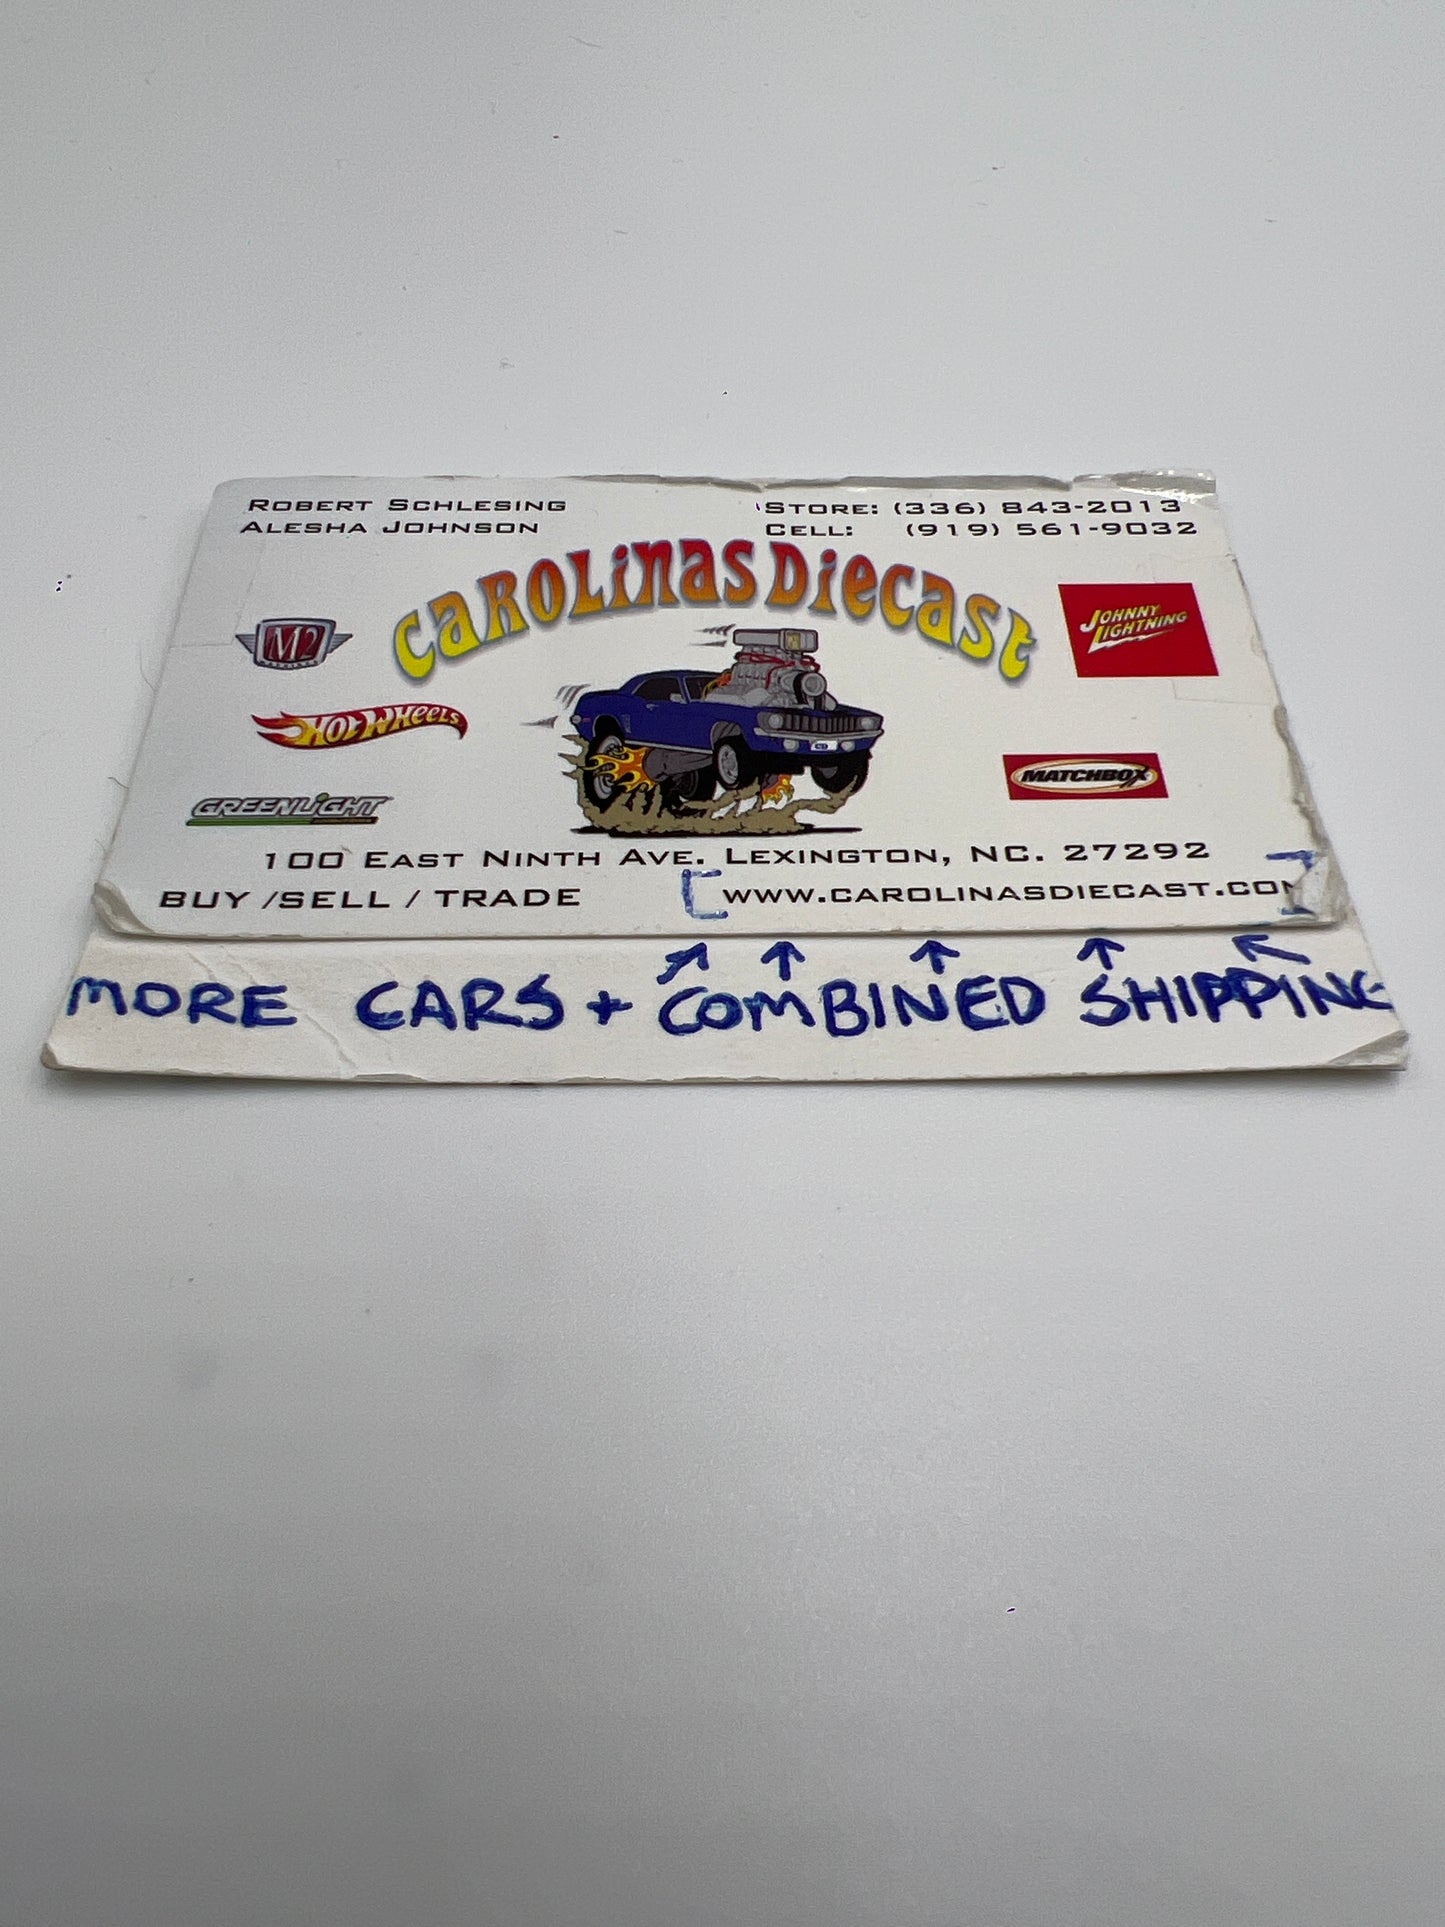 ROBERT SCHLESING
ALESHA JOHNSON
STORE: (336) 843-2013
CELL: (919) 561-9032
CAROLINAS DIECAST
M2
JOHNNY LIGHTNING
HOT WHEELS
MATCHBOX
GREENLIGHT
100 EAST NINTH AVE. LEXINGTON, NC. 27292
BUY /SELL / TRADE [WWW.CAROLINASDIECAST.COM]
MORE CARS + COMBINED SHIPPING